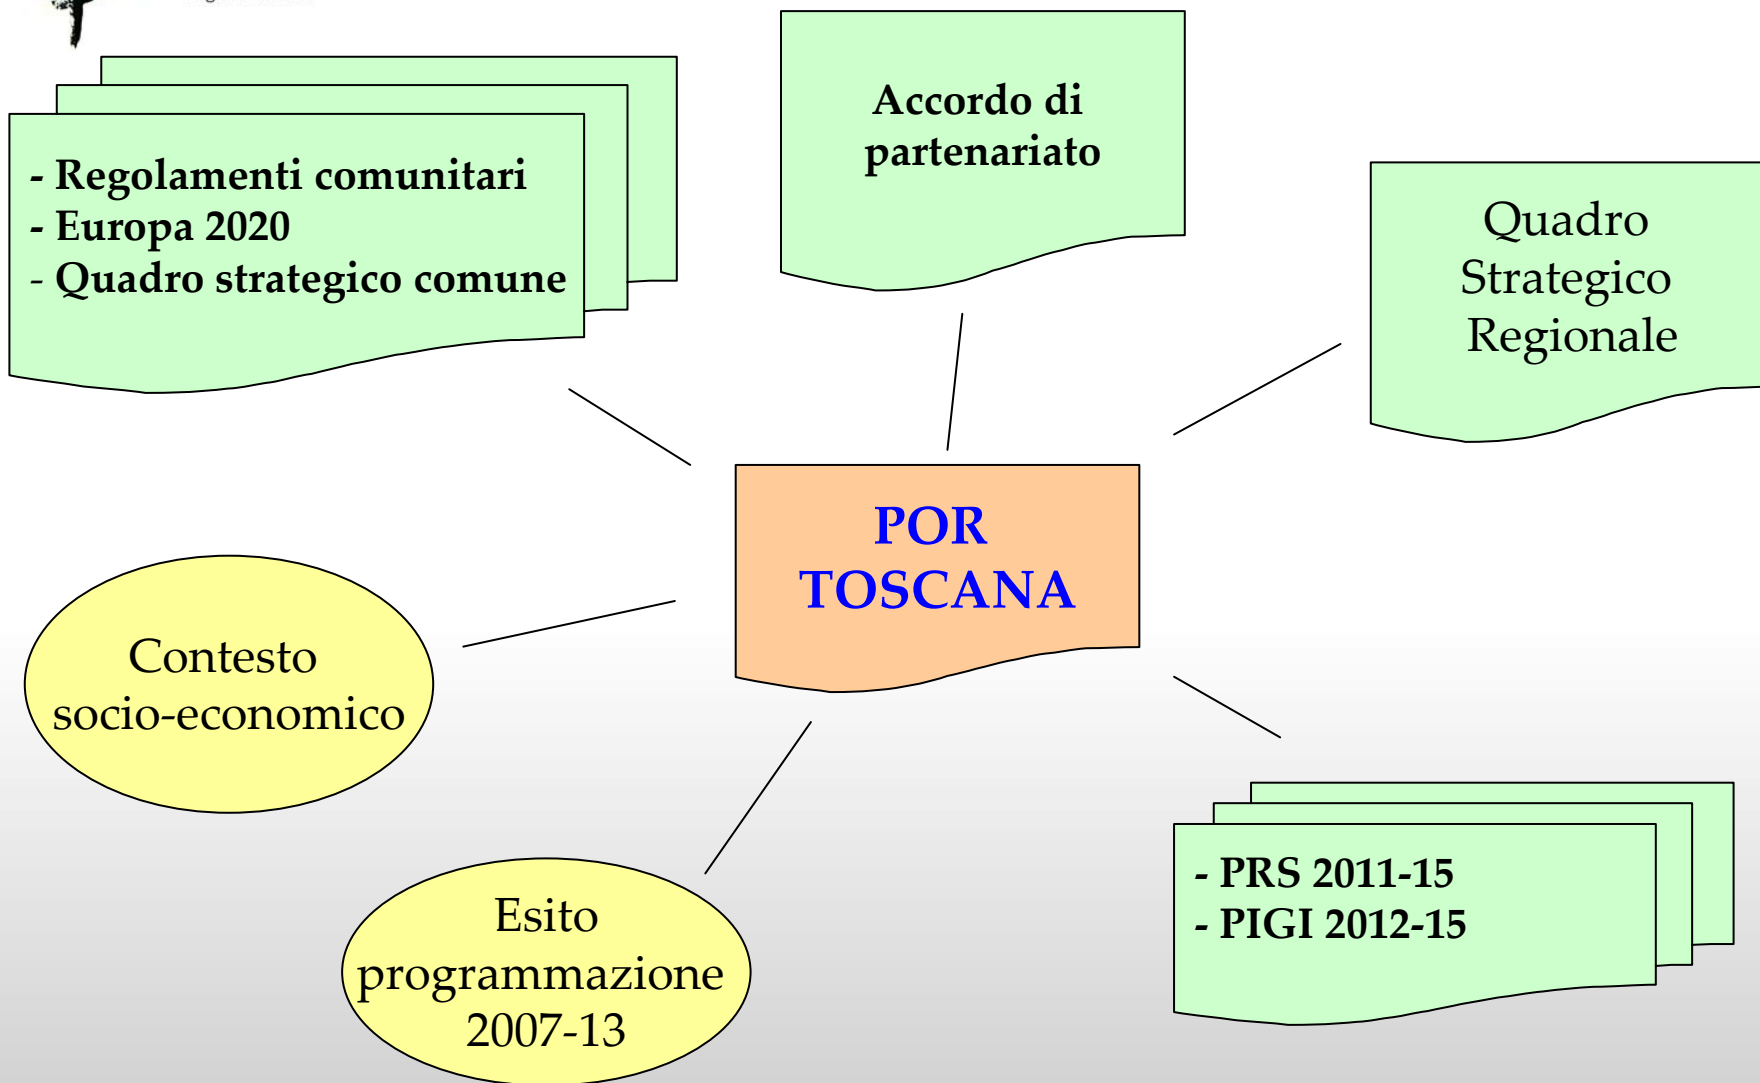 Accordo di
partenariato
- Regolamenti comunitari
- Europa 2020
- Quadro strategico comune
Quadro
Strategico
Regionale
POR
TOSCANA
Contesto
socio-economico
Esito
programmazione
2007-13
- PRS 2011-15
- PIGI 2012-15